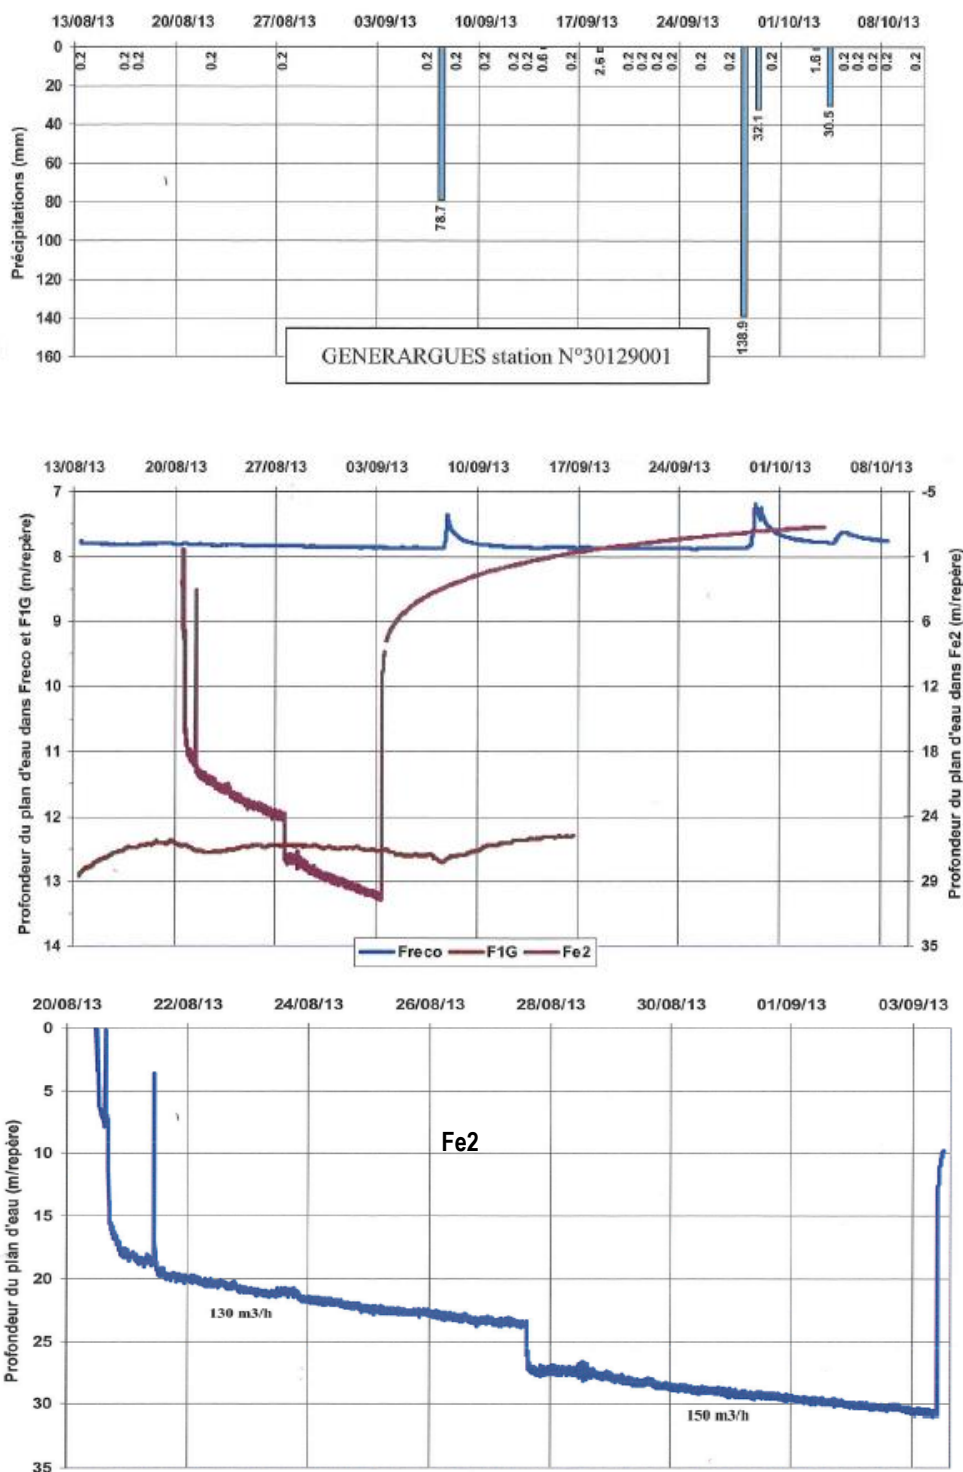 13/08/13 20/08/13 27/08/13 03/09/13 10/09/13 17/09/13 24/09/13 01/10/13 08/10/13
0
20
40
60
80
100
120
140
160
Précipitations (mm)
0.2 0.2 0.2 0.2 0.2 0.2 78.7 0.2 0.2 0.2 0.2 0.6 0.2 2.6 0.2 0.2 0.2 0.2 0.2 0.2 138.9 32.1 0.2 1.6 30.5 0.2 0.2 0.2 0.2 0.2
GENERARGUES station N°30129001
13/08/13 20/08/13 27/08/13 03/09/13 10/09/13 17/09/13 24/09/13 01/10/13 08/10/13
7 -5
8 1
9 6
10 12
11 18
12 24
13 29
14 35
Profondeur du plan d'eau dans Freco et F1G (m/repère)
Profondeur du plan d'eau dans Fe2 (m/repère)
Freco F1G Fe2
20/08/13 22/08/13 24/08/13 26/08/13 28/08/13 30/08/13 01/09/13 03/09/13
0
5
10
15
20
25
30
35
Profondeur du plan d'eau (m/repère)
Fe2
130 m3/h
150 m3/h